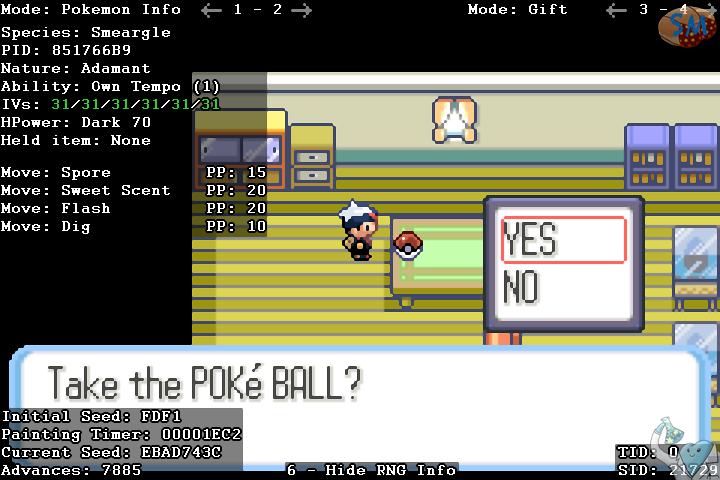 Mode: Pokemon Info ← 1 - 2 → Mode: Gift ← 3 - 4 →
SM
Species: Smeargle
PID: 851766B9
Nature: Adamant
Ability: Own Tempo (1)
IVs: 31/31/31/31/31/31
HPower: Dark 70
Held item: None
Move: Spore PP: 15
Move: Sweet Scent PP: 20
Move: Flash PP: 20
Move: Dig PP: 10
YES
NO
Take the POKé BALL?
Initial Seed: FDF1
Painting Timer: 00001EC2
Current Seed: EBAD743C
Advances: 7885
6 - Hide RNG Info
TID: 0
SID: 21729